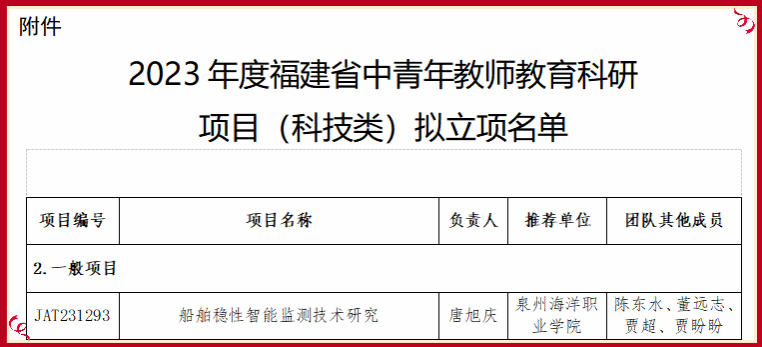 附件
2023 年度福建省中青年教师教育科研
项目（科技类）拟立项名单
项目编号 项目名称 负责人 推荐单位 团队其他成员
2.一般项目
JAT231293 船舶稳性智能监测技术研究 唐旭庆 泉州海洋职 陈东水、董远志、
业学院 贾超、贾盼盼